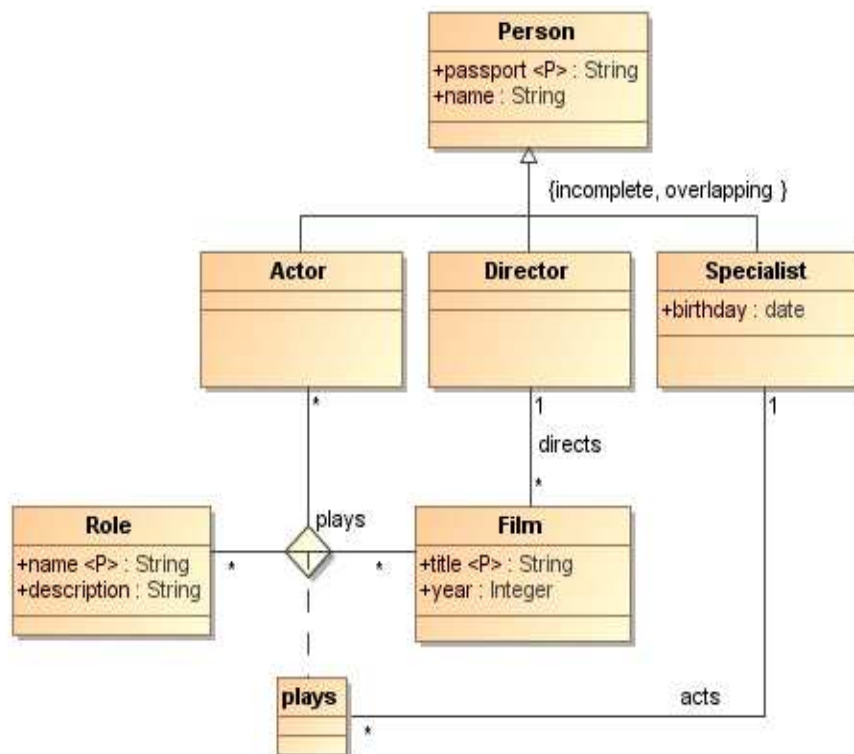 Person
+passport <P> : String
+name : String
{incomplete, overlapping }
Actor
Director
Specialist
+birthday : date
*
1
1
directs
*
Role
+name <P> : String
+description : String
plays
*
*
Film
+title <P> : String
+year : Integer
plays
acts
*